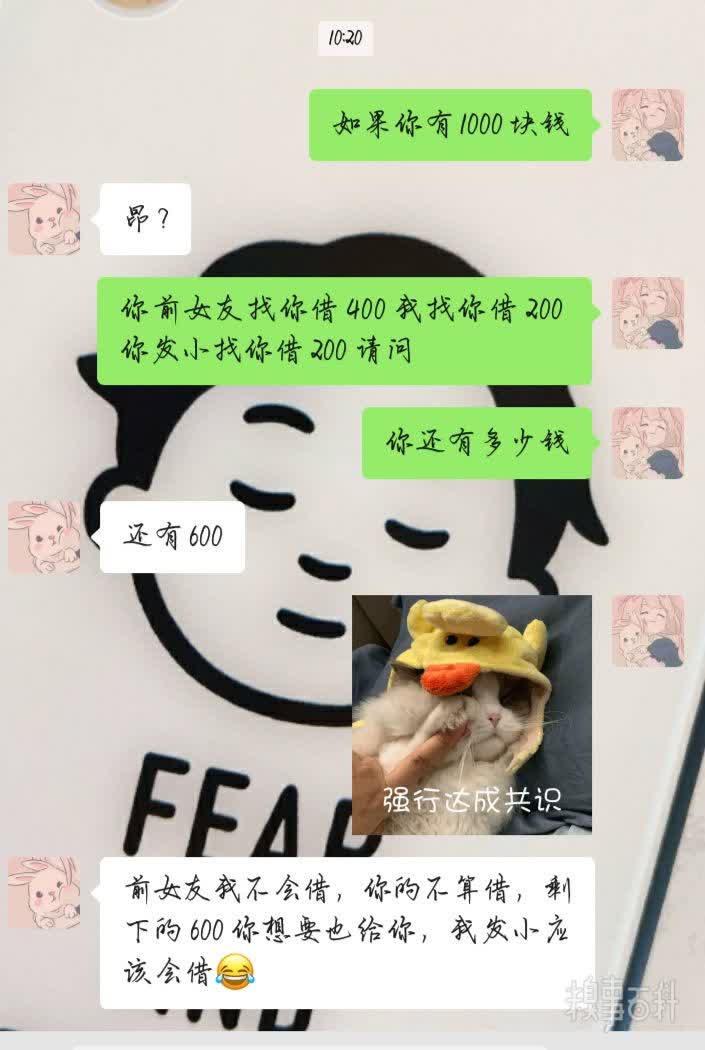 10:20
如果你有1000块钱
昂？
你前女友找你借400我找你借200
你发小找你借200请问
你还有多少钱
还有600
强行达成共识
FEAR
前女友我不会借，你的不算借，剩
下的600你想要也给你，我发小应
该会借😂
AND
糗事百科